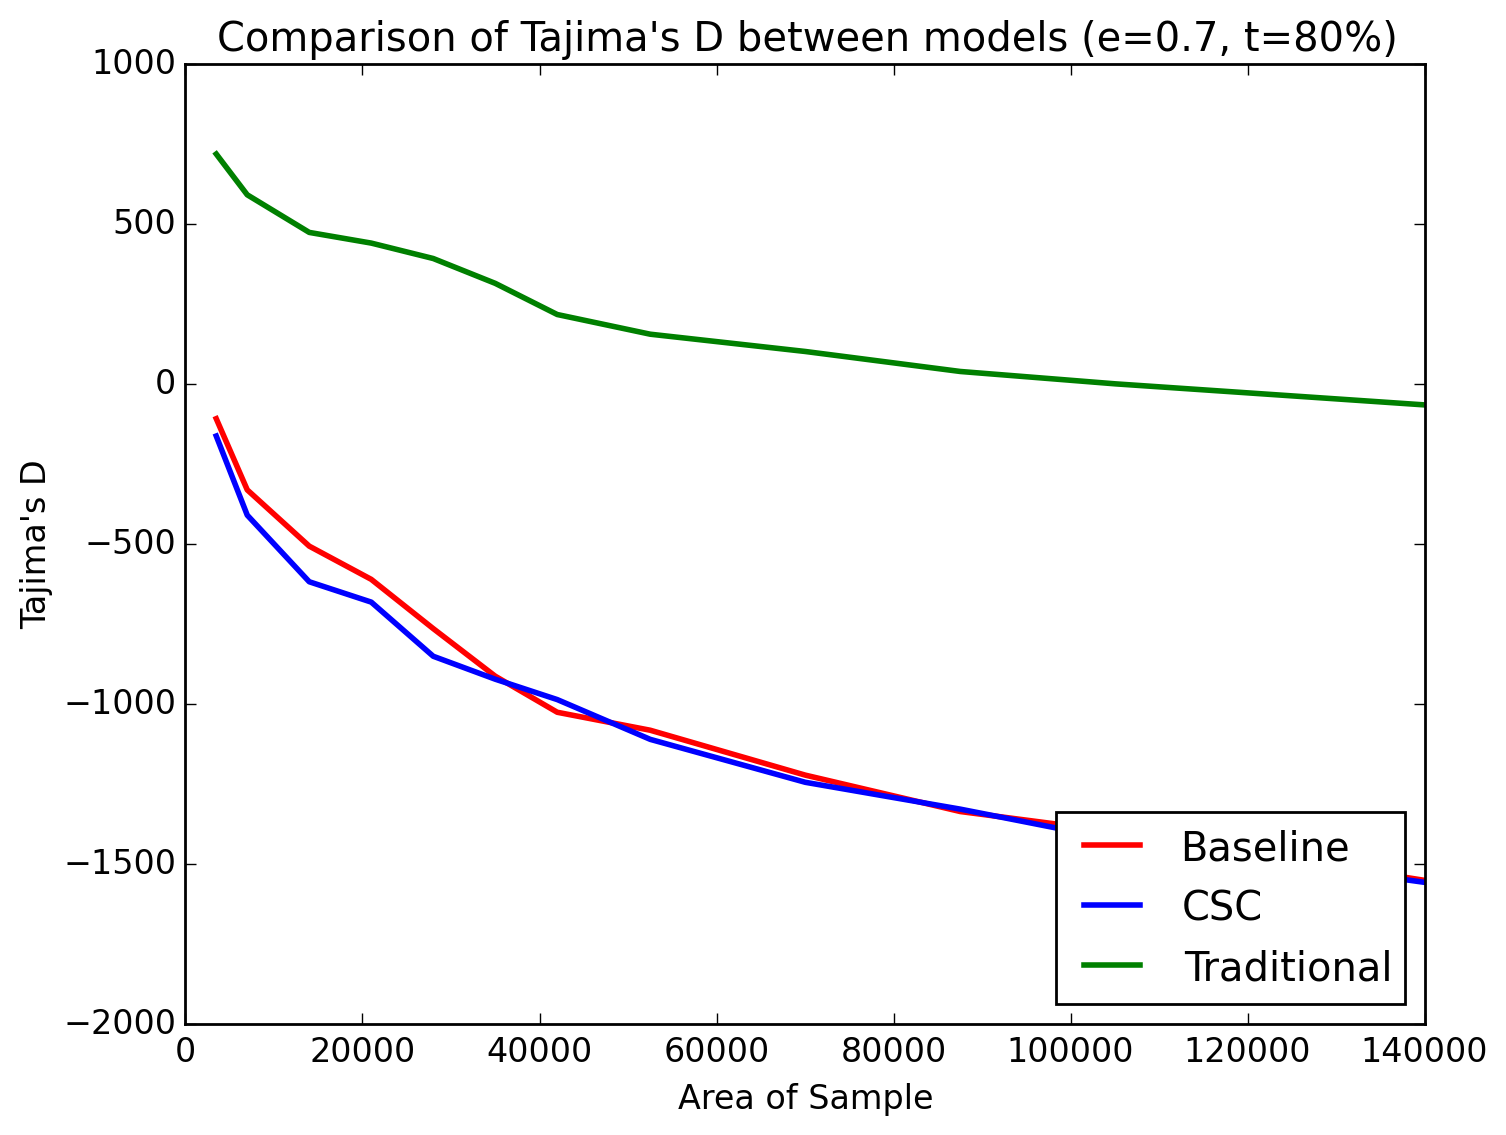 Comparison of Tajima's D between models (e=0.7, t=80%)
1000
500
0
−500
−1000
−1500
−2000
Tajima's D
0 20000 40000 60000 80000 100000 120000 140000
Area of Sample
Baseline
CSC
Traditional